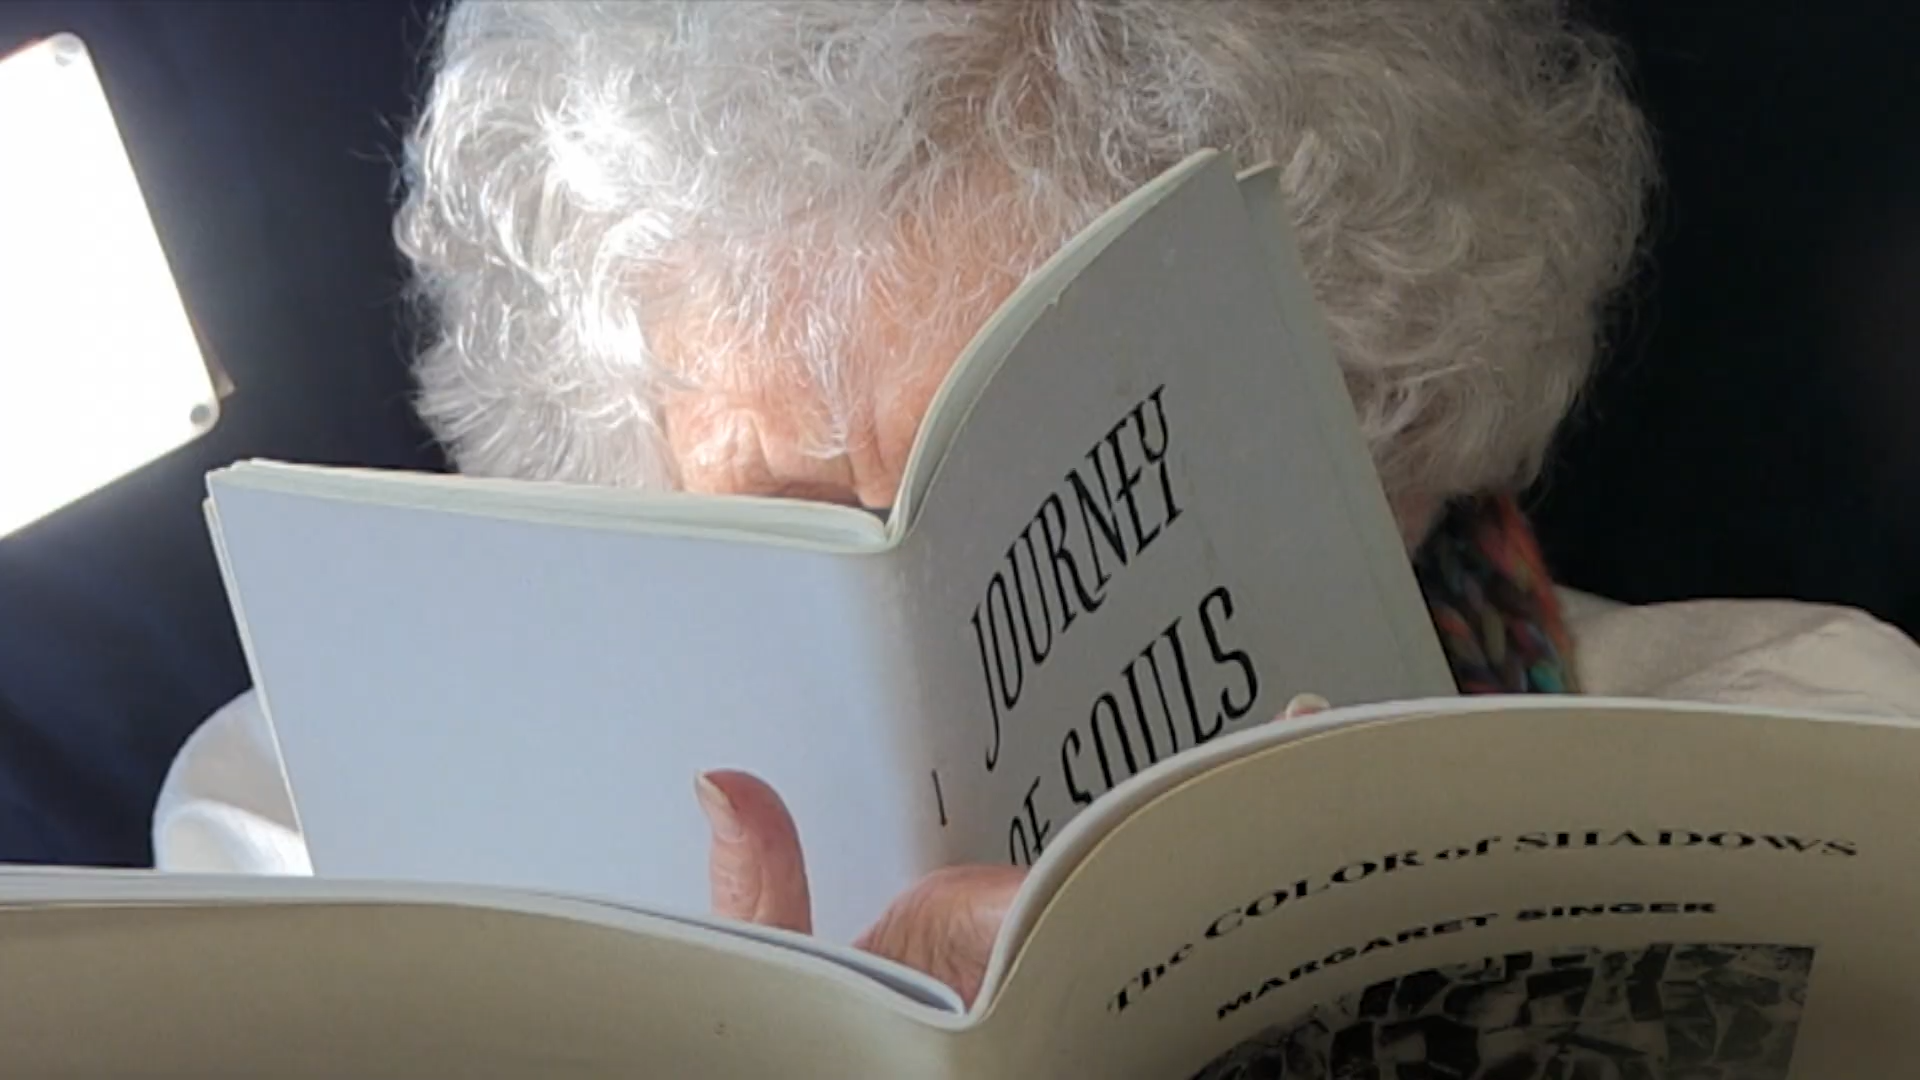 JOURNEY
OF SOULS
The COLOR of SHADOWS
MARGARET SINGER